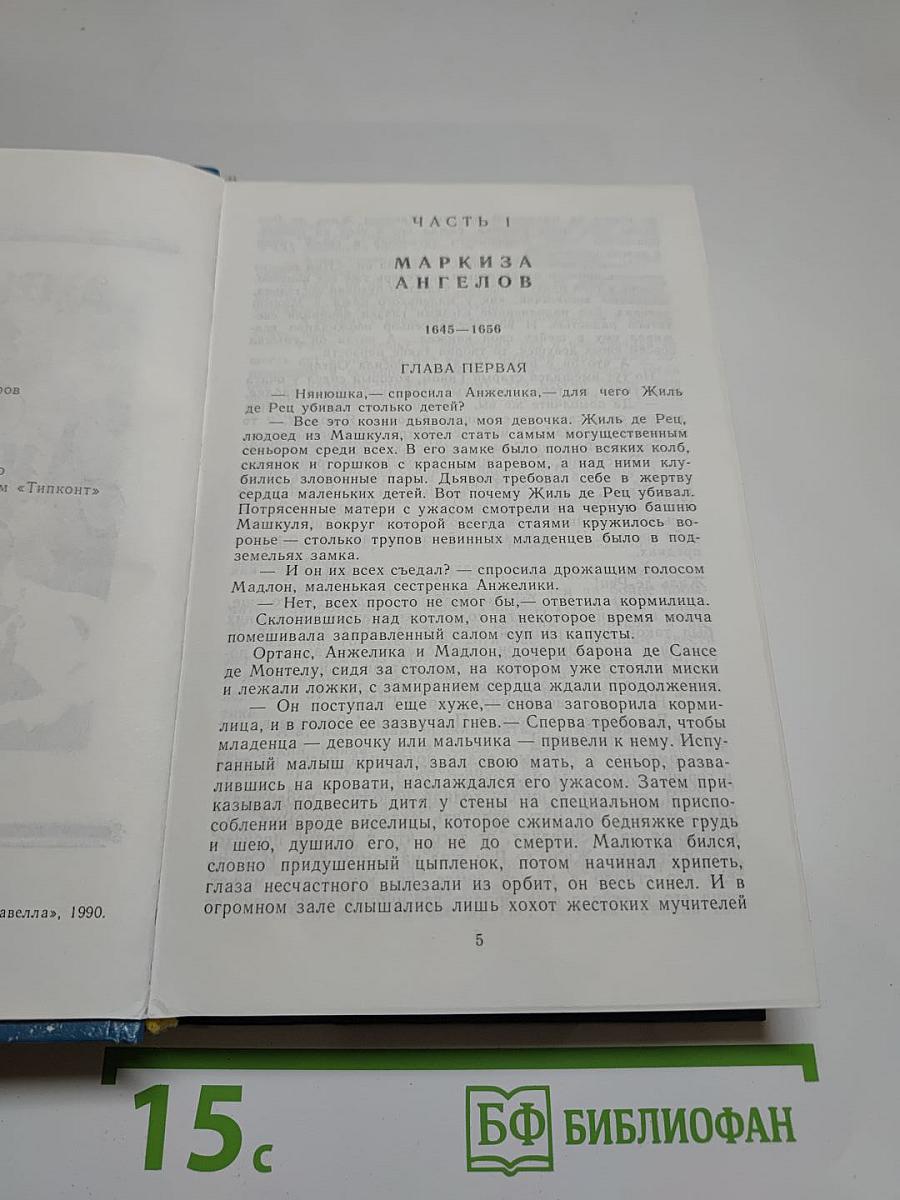 ров
о
м «Типконт»
авелла», 1990.
ЧАСТЬ 1
МАРКИЗА
АНГЕЛОВ
1645—1656
ГЛАВА ПЕРВАЯ
— Нянюшка,— спросила Анжелика,— для чего Жиль
де Рец убивал столько детей?
— Все это козни дьявола, моя девочка. Жиль де Рец,
людоед из Машкуля, хотел стать самым могущественным
сеньором среди всех. В его замке было полно всяких колб,
склянок и горшков с красным варевом, а над ними клу-
бились зловонные пары. Дьявол требовал себе в жертву
сердца маленьких детей. Вот почему Жиль де Рец убивал.
Потрясенные матери с ужасом смотрели на черную башню
Машкуля, вокруг которой всегда стаями кружилось во-
ронье — столько трупов невинных младенцев было в под-
земельях замка.
— И он их всех съедал? — спросила дрожащим голосом
Мадлон, маленькая сестренка Анжелики.
— Нет, всех просто не смог бы,— ответила кормилица.
Склонившись над котлом, она некоторое время молча
помешивала заправленный салом суп из капусты.
Ортанс, Анжелика и Мадлон, дочери барона де Сансе
де Монтелу, сидя за столом, на котором уже стояли миски
и лежали ложки, с замиранием сердца ждали продолжения.
— Он поступал еще хуже,— снова заговорила корми-
лица, и в голосе ее зазвучал гнев.— Сперва требовал, чтобы
младенца — девочку или мальчика — привели к нему. Испу-
ганный малыш кричал, звал свою мать, а сеньор, разва-
лившись на кровати, наслаждался его ужасом. Затем при-
казывал подвесить дитя у стены на специальном приспо-
соблении вроде виселицы, которое сжимало бедняжке грудь
и шею, душило его, но не до смерти. Малютка бился,
словно придушенный цыпленок, потом начинал хрипеть,
глаза несчастного вылезали из орбит, он весь синел. И в
огромном зале слышались лишь хохот жестоких мучителей
5
15 с
БФ БИБЛИОФАН